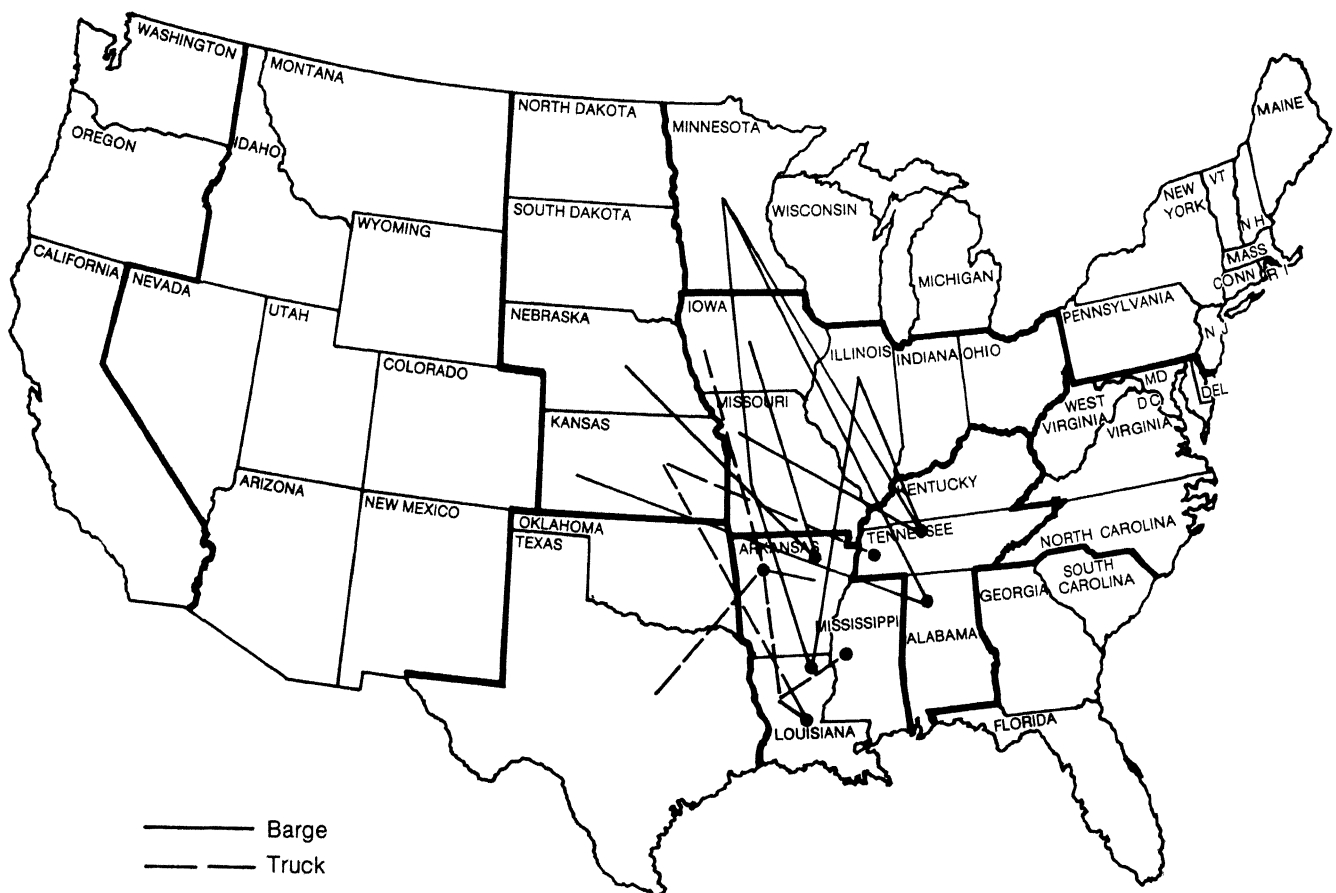 WASHINGTON
MONTANA
NORTH DAKOTA
MINNESOTA
MAINE
OREGON
IDAHO
VT
NEW
YORK
N H
SOUTH DAKOTA
WISCONSIN
WYOMING
MASS
CALIFORNIA
NEVADA
MICHIGAN
CONN
R I
PENNSYLVANIA
IOWA
UTAH
NEBRASKA
N J
ILLINOIS
INDIANA
OHIO
COLORADO
MD
DEL
MISSOURI
WEST
VIRGINIA
D C
VIRGINIA
KANSAS
ARIZONA
KENTUCKY
NEW MEXICO
OKLAHOMA
TENNESSEE
NORTH CAROLINA
TEXAS
ARKANSAS
SOUTH
CAROLINA
GEORGIA
MISSISSIPPI
ALABAMA
FLORIDA
LOUISIANA
Barge
Truck